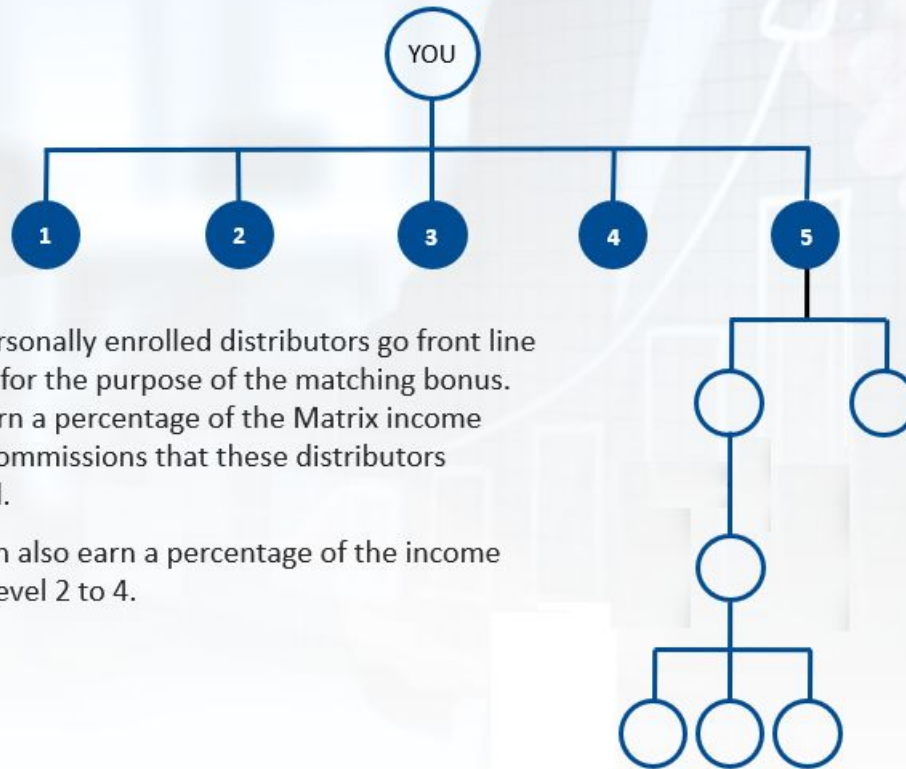 YOU
1 2 3 4 5
rsonally enrolled distributors go front line
for the purpose of the matching bonus.
rn a percentage of the Matrix income
ommissions that these distributors
.
n also earn a percentage of the income
evel 2 to 4.